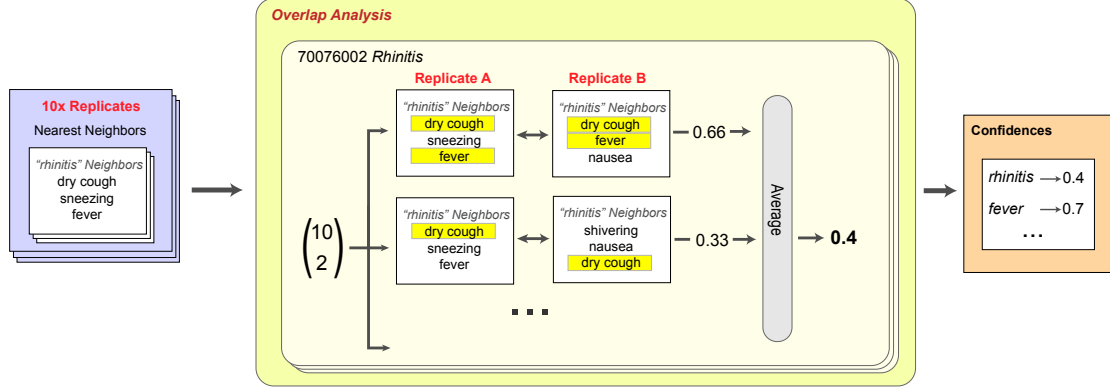 Overlap Analysis
70076002 Rhinitis
10x Replicates
Nearest Neighbors
"rhinitis" Neighbors
dry cough
sneezing
fever
(10 2)
Replicate A
"rhinitis" Neighbors
dry cough
sneezing
fever
Replicate B
"rhinitis" Neighbors
dry cough
fever
nausea
0.66
"rhinitis" Neighbors
dry cough
sneezing
fever
"rhinitis" Neighbors
shivering
nausea
dry cough
0.33
...
Average
0.4
Confidences
rhinitis → 0.4
fever → 0.7
...